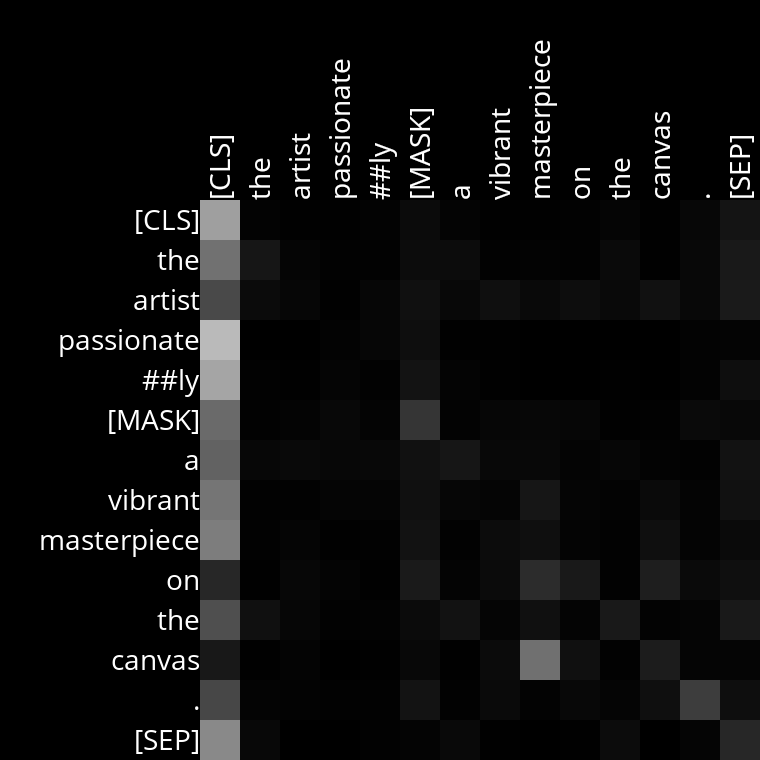 [CLS] the artist passionate ##ly [MASK] a vibrant masterpiece on the canvas . [SEP]
[CLS]
the
artist
passionate
##ly
[MASK]
a
vibrant
masterpiece
on
the
canvas
.
[SEP]